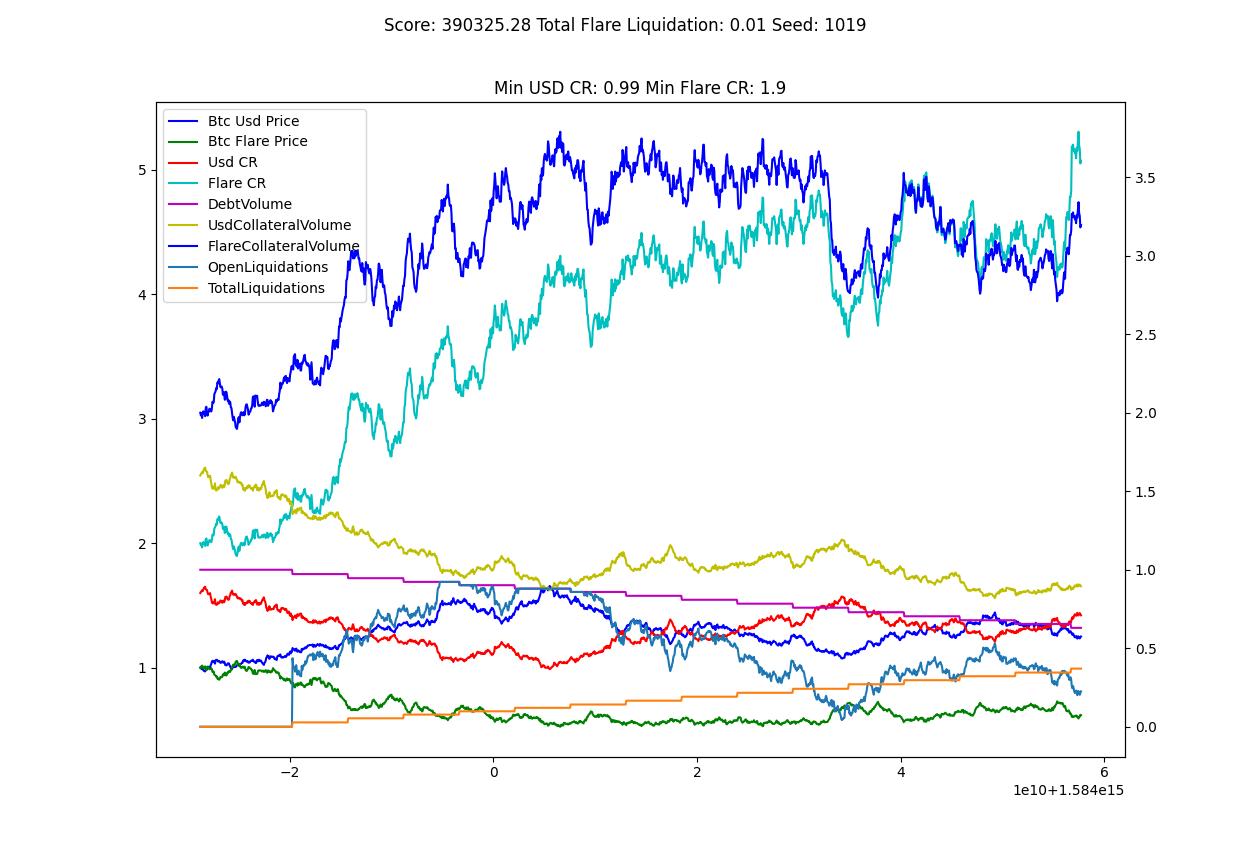 Score: 390325.28 Total Flare Liquidation: 0.01 Seed: 1019
Min USD CR: 0.99 Min Flare CR: 1.9
Btc Usd Price
Btc Flare Price
Usd CR
Flare CR
DebtVolume
UsdCollateralVolume
FlareCollateralVolume
OpenLiquidations
TotalLiquidations
5
4
3
2
1
3.5
3.0
2.5
2.0
1.5
1.0
0.5
0.0
−2 0 2 4 6
1e10+1.584e15